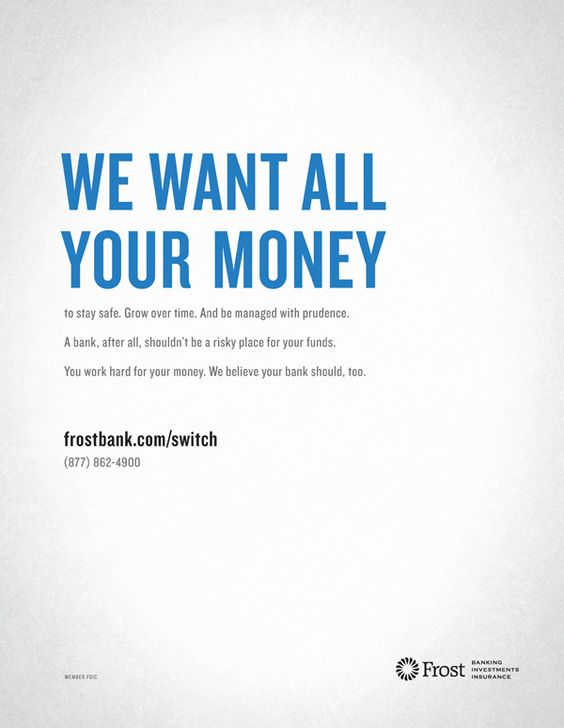 WE WANT ALL
YOUR MONEY
to stay safe. Grow over time. And be managed with prudence.
A bank, after all, shouldn't be a risky place for your funds.
You work hard for your money. We believe your bank should, too.
frostbank.com/switch
(877) 862-4900
MEMBER FDIC
Frost
BANKING
INVESTMENTS
INSURANCE